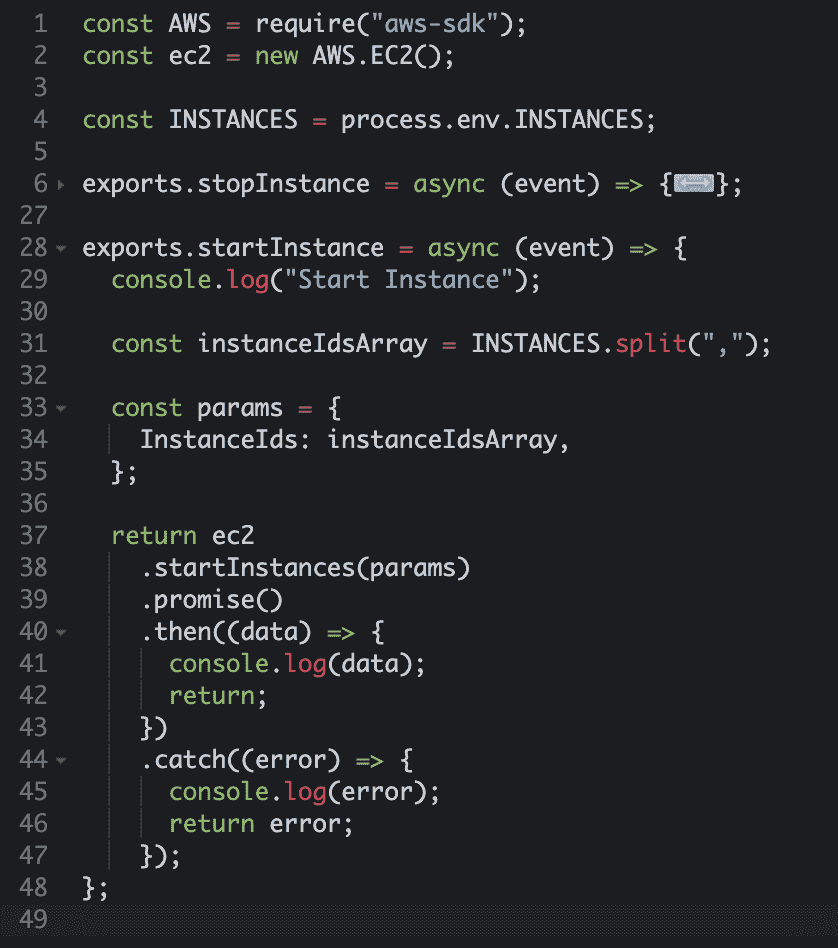 1 const AWS = require("aws-sdk");
2 const ec2 = new AWS.EC2();
3
4 const INSTANCES = process.env.INSTANCES;
5
6 exports.stopInstance = async (event) => {↔};
27
28 exports.startInstance = async (event) => {
29   console.log("Start Instance");
30
31   const instanceIdsArray = INSTANCES.split(",");
32
33   const params = {
34     InstanceIds: instanceIdsArray,
35   };
36
37   return ec2
38     .startInstances(params)
39     .promise()
40     .then((data) => {
41       console.log(data);
42       return;
43     })
44     .catch((error) => {
45       console.log(error);
46       return error;
47     });
48 };
49